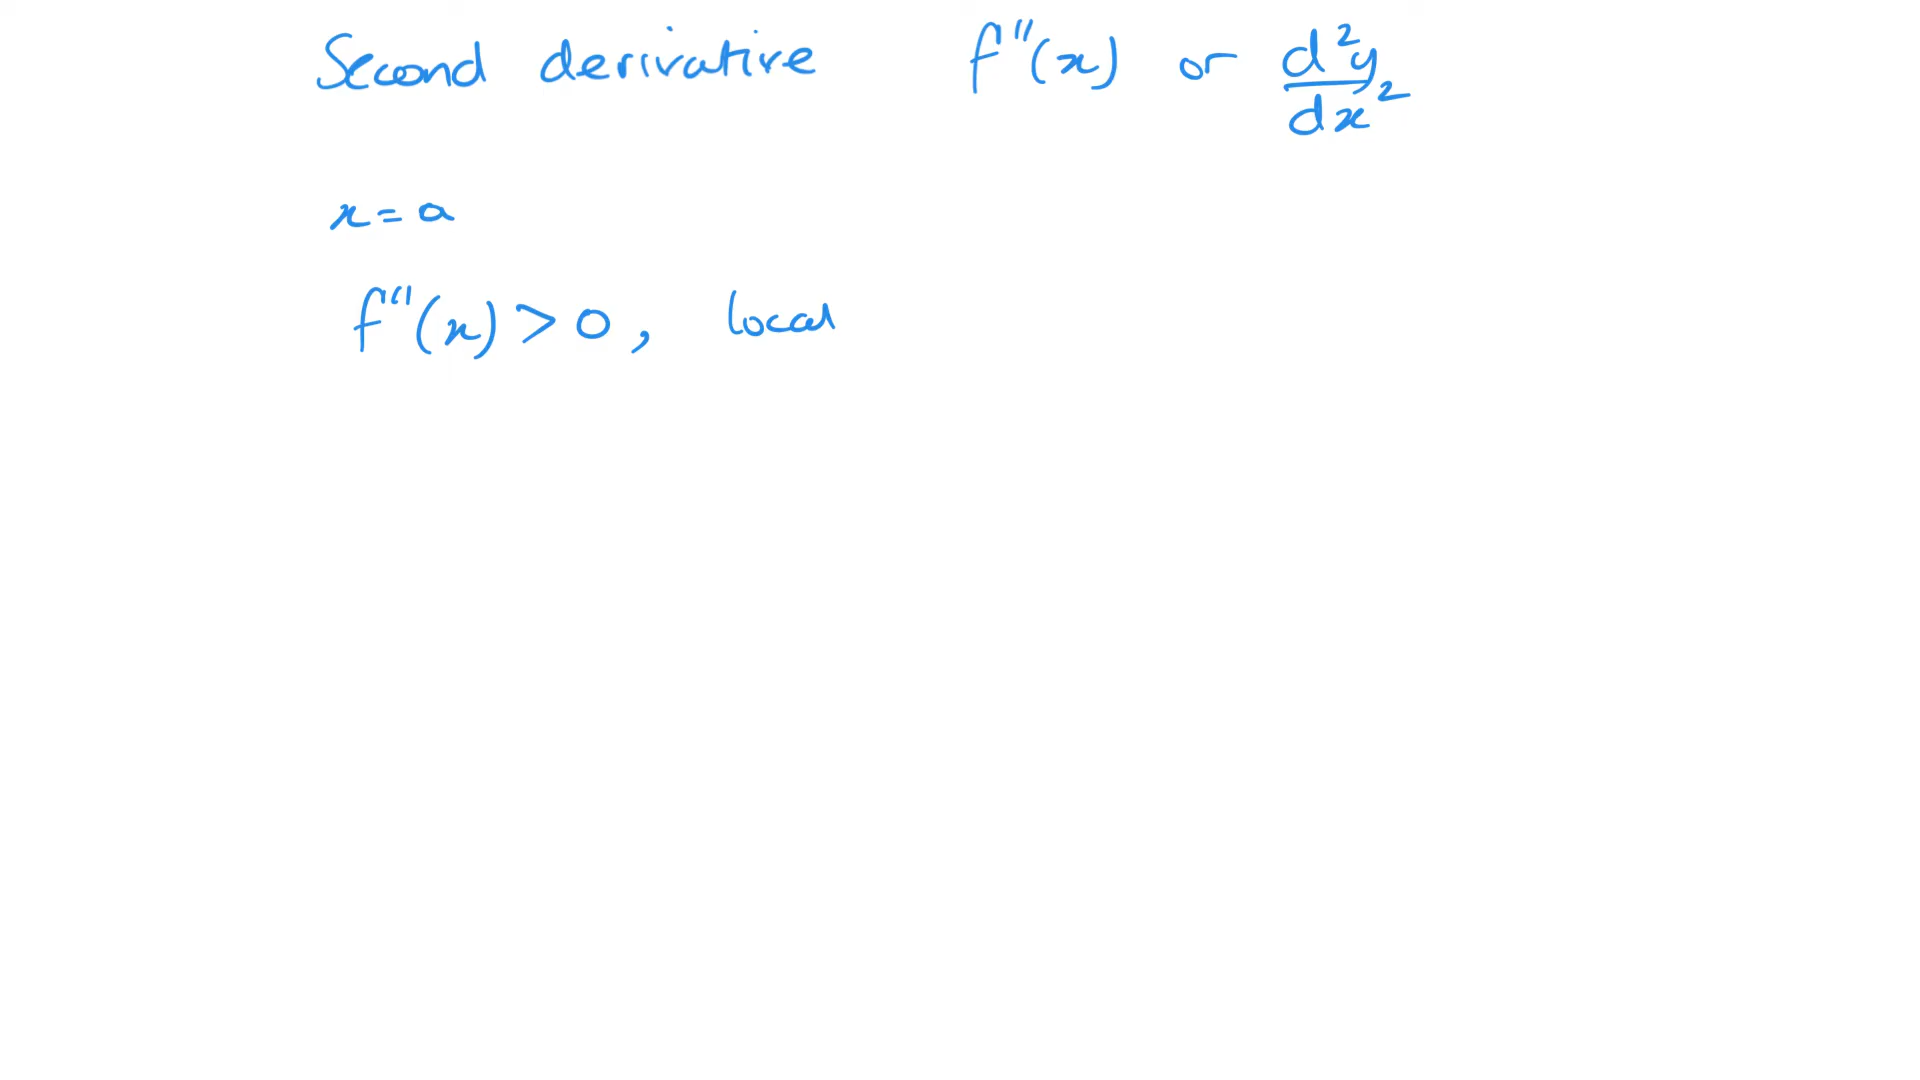 Second derivative f''(x) or d²y/dx²
x = a
f''(x) > 0, local